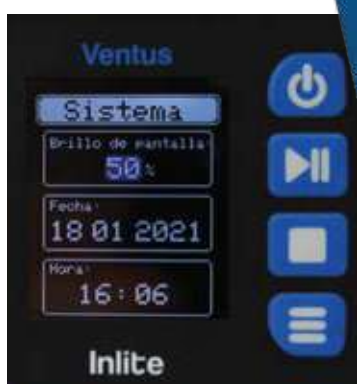 Ventus
Sistema
Brillo de pantalla:
50%
Fecha:
18 01 2021
Hora:
16:06
Inlite